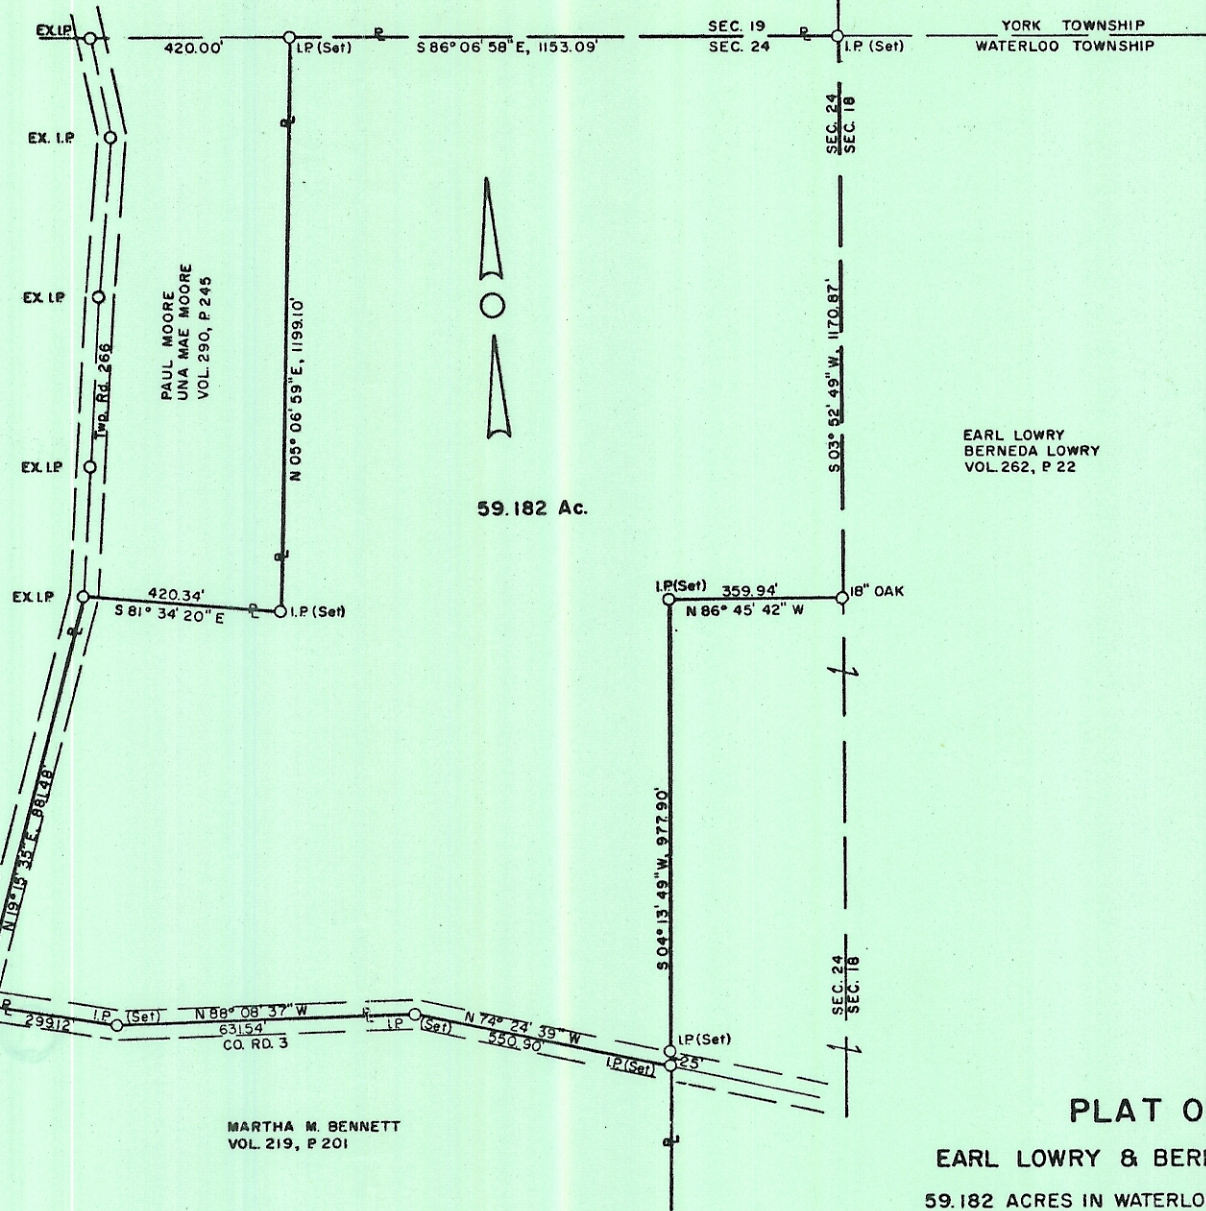 EX.I.P.
420.00'
I.P. (Set)
S 86° 06' 58" E, 1153.09'
SEC. 19
SEC. 24
I.P. (Set)
YORK TOWNSHIP
WATERLOO TOWNSHIP
SEC. 24
SEC. 18
EX. I.P.
EX. I.P.
Twp. Rd. 266
PAUL MOORE
UNA MAE MOORE
VOL. 290, P 245
N 05° 06' 59" E, 1199.10'
S 03° 52' 49" W, 1170.87'
EARL LOWRY
BERNEDA LOWRY
VOL. 262, P 22
EX. I.P.
59.182 Ac.
EX. I.P.
420.34'
S 81° 34' 20" E
I.P. (Set)
I.P. (Set)
359.94'
N 86° 45' 42" W
18" OAK
N 19° 15' 35" E, 881.48'
S 04° 13' 49" W, 977.90'
SEC. 24
SEC. 18
299.12'
I.P. (Set)
N 88° 08' 37" W
631.54'
CO. RD. 3
I.P. (Set)
N 74° 24' 39" W
550.90'
I.P. (Set)
I.P. (Set)
25'
MARTHA M. BENNETT
VOL. 219, P 201
PLAT O
EARL LOWRY & BER
59.182 ACRES IN WATERLO